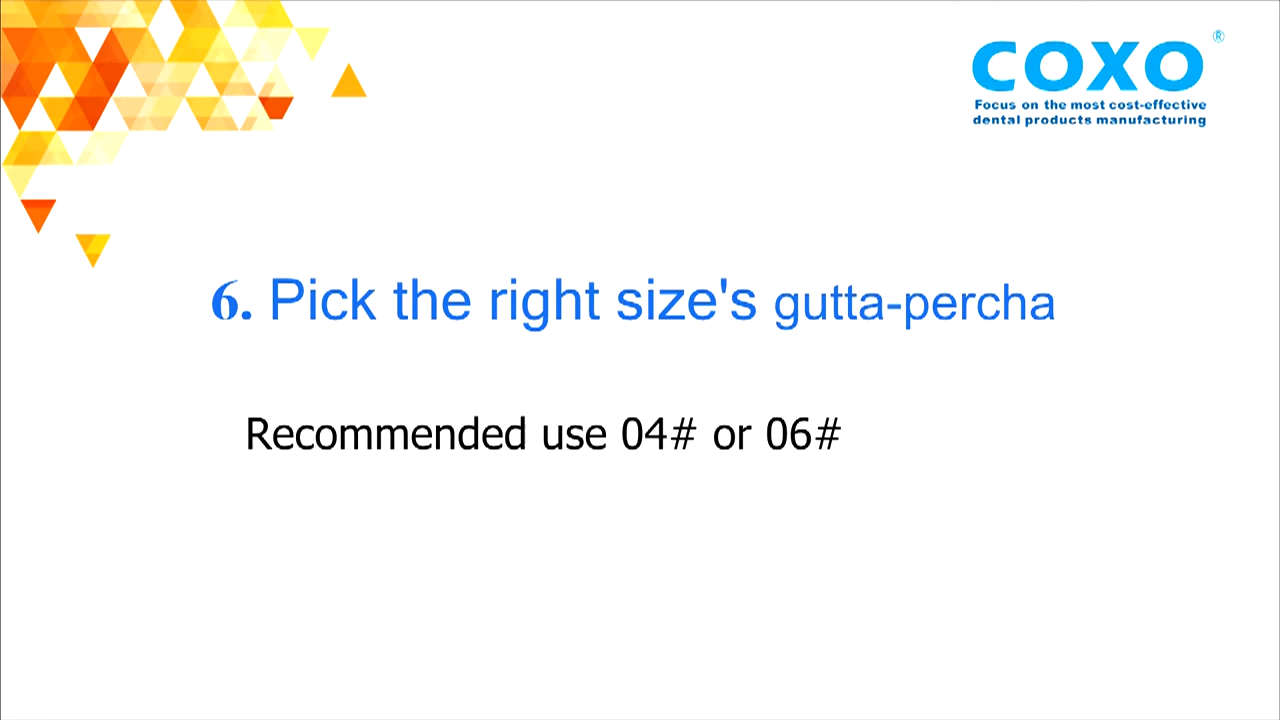 COXO®
Focus on the most cost-effective
dental products manufacturing
6. Pick the right size's gutta-percha
Recommended use 04# or 06#